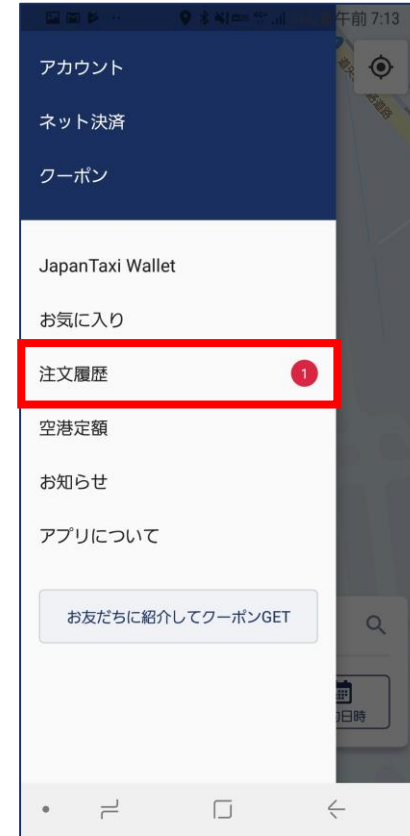 午前 7:13
アカウント
ネット決済
クーポン
JapanTaxi Wallet
お気に入り
注文履歴 1
空港定額
お知らせ
アプリについて
お友だちに紹介してクーポンGET
日時